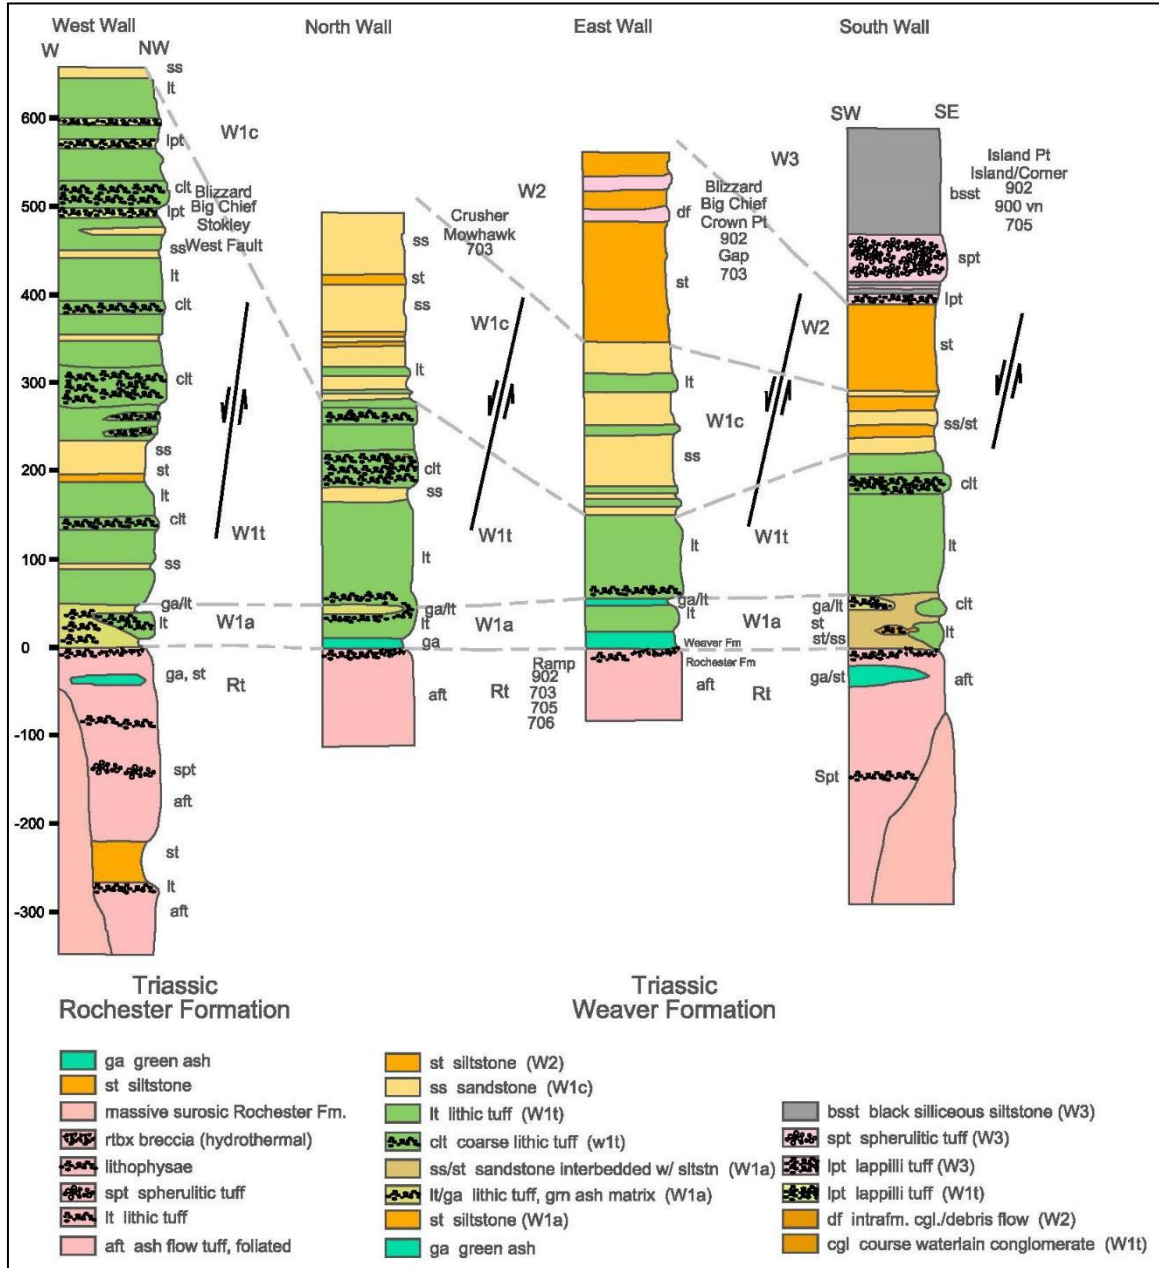 West Wall
North Wall
East Wall
South Wall
W
NW
ss
lt
600
W1c
lpt
clt
500
lpt
Blizzard
Big Chief
Stokley
West Fault
ss
lt
400
clt
clt
300
ss
200
st
lt
clt
100
W1t
ss
ga/lt
lt
W1a
0
ga, st
Rt
-100
spt
aft
-200
st
lt
-300
aft
ss
Crusher
Mowhawk
703
st
ss
W1c
lt
clt
ss
W1t
lt
ga/lt
lt
W1a
ga
aft
Ramp
902
703
705
706
Rt
W2
df
Blizzard
Big Chief
Crown Pt
902
Gap
703
st
W2
lt
W1c
ss
W1t
lt
ga/lt
lt
W1a
Weaver Fm
Rochester Fm
aft
Rt
SW
SE
W3
bsst
Island Pt
Island/Corner
902
900 vn
705
spt
lpt
st
ss/st
clt
lt
ga/lt
clt
st
st/ss
lt
ga/st
aft
Spt
Triassic
Rochester Formation
ga green ash
st siltstone
massive surosic Rochester Fm.
rtbx breccia (hydrothermal)
lithophysae
spt spherulitic tuff
lt lithic tuff
aft ash flow tuff, foliated
Triassic
Weaver Formation
st siltstone (W2)
ss sandstone (W1c)
lt lithic tuff (W1t)
clt coarse lithic tuff (w1t)
ss/st sandstone interbedded w/ sltstn (W1a)
lt/ga lithic tuff, grn ash matrix (W1a)
st siltstone (W1a)
ga green ash
bsst black silliceous siltstone (W3)
spt spherulitic tuff (W3)
lpt lappilli tuff (W3)
lpt lappilli tuff (W1t)
df intrafm. cgl./debris flow (W2)
cgl course waterlain conglomerate (W1t)